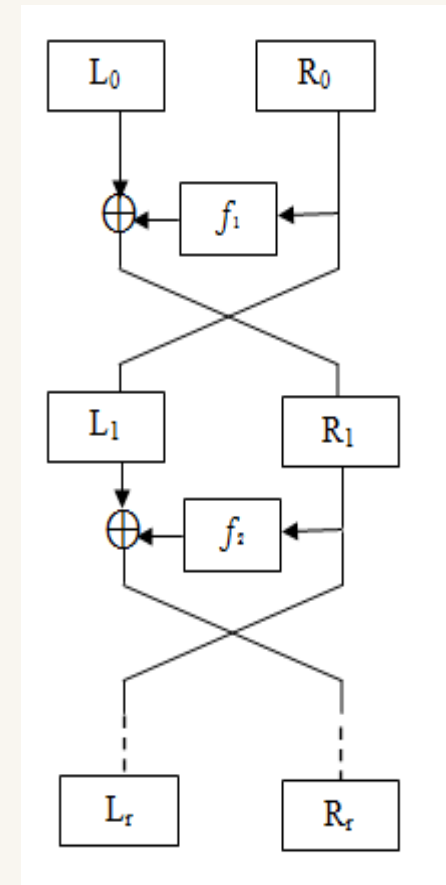 L₀ R₀
f₁
L₁ R₁
f₂
Lᵣ Rᵣ